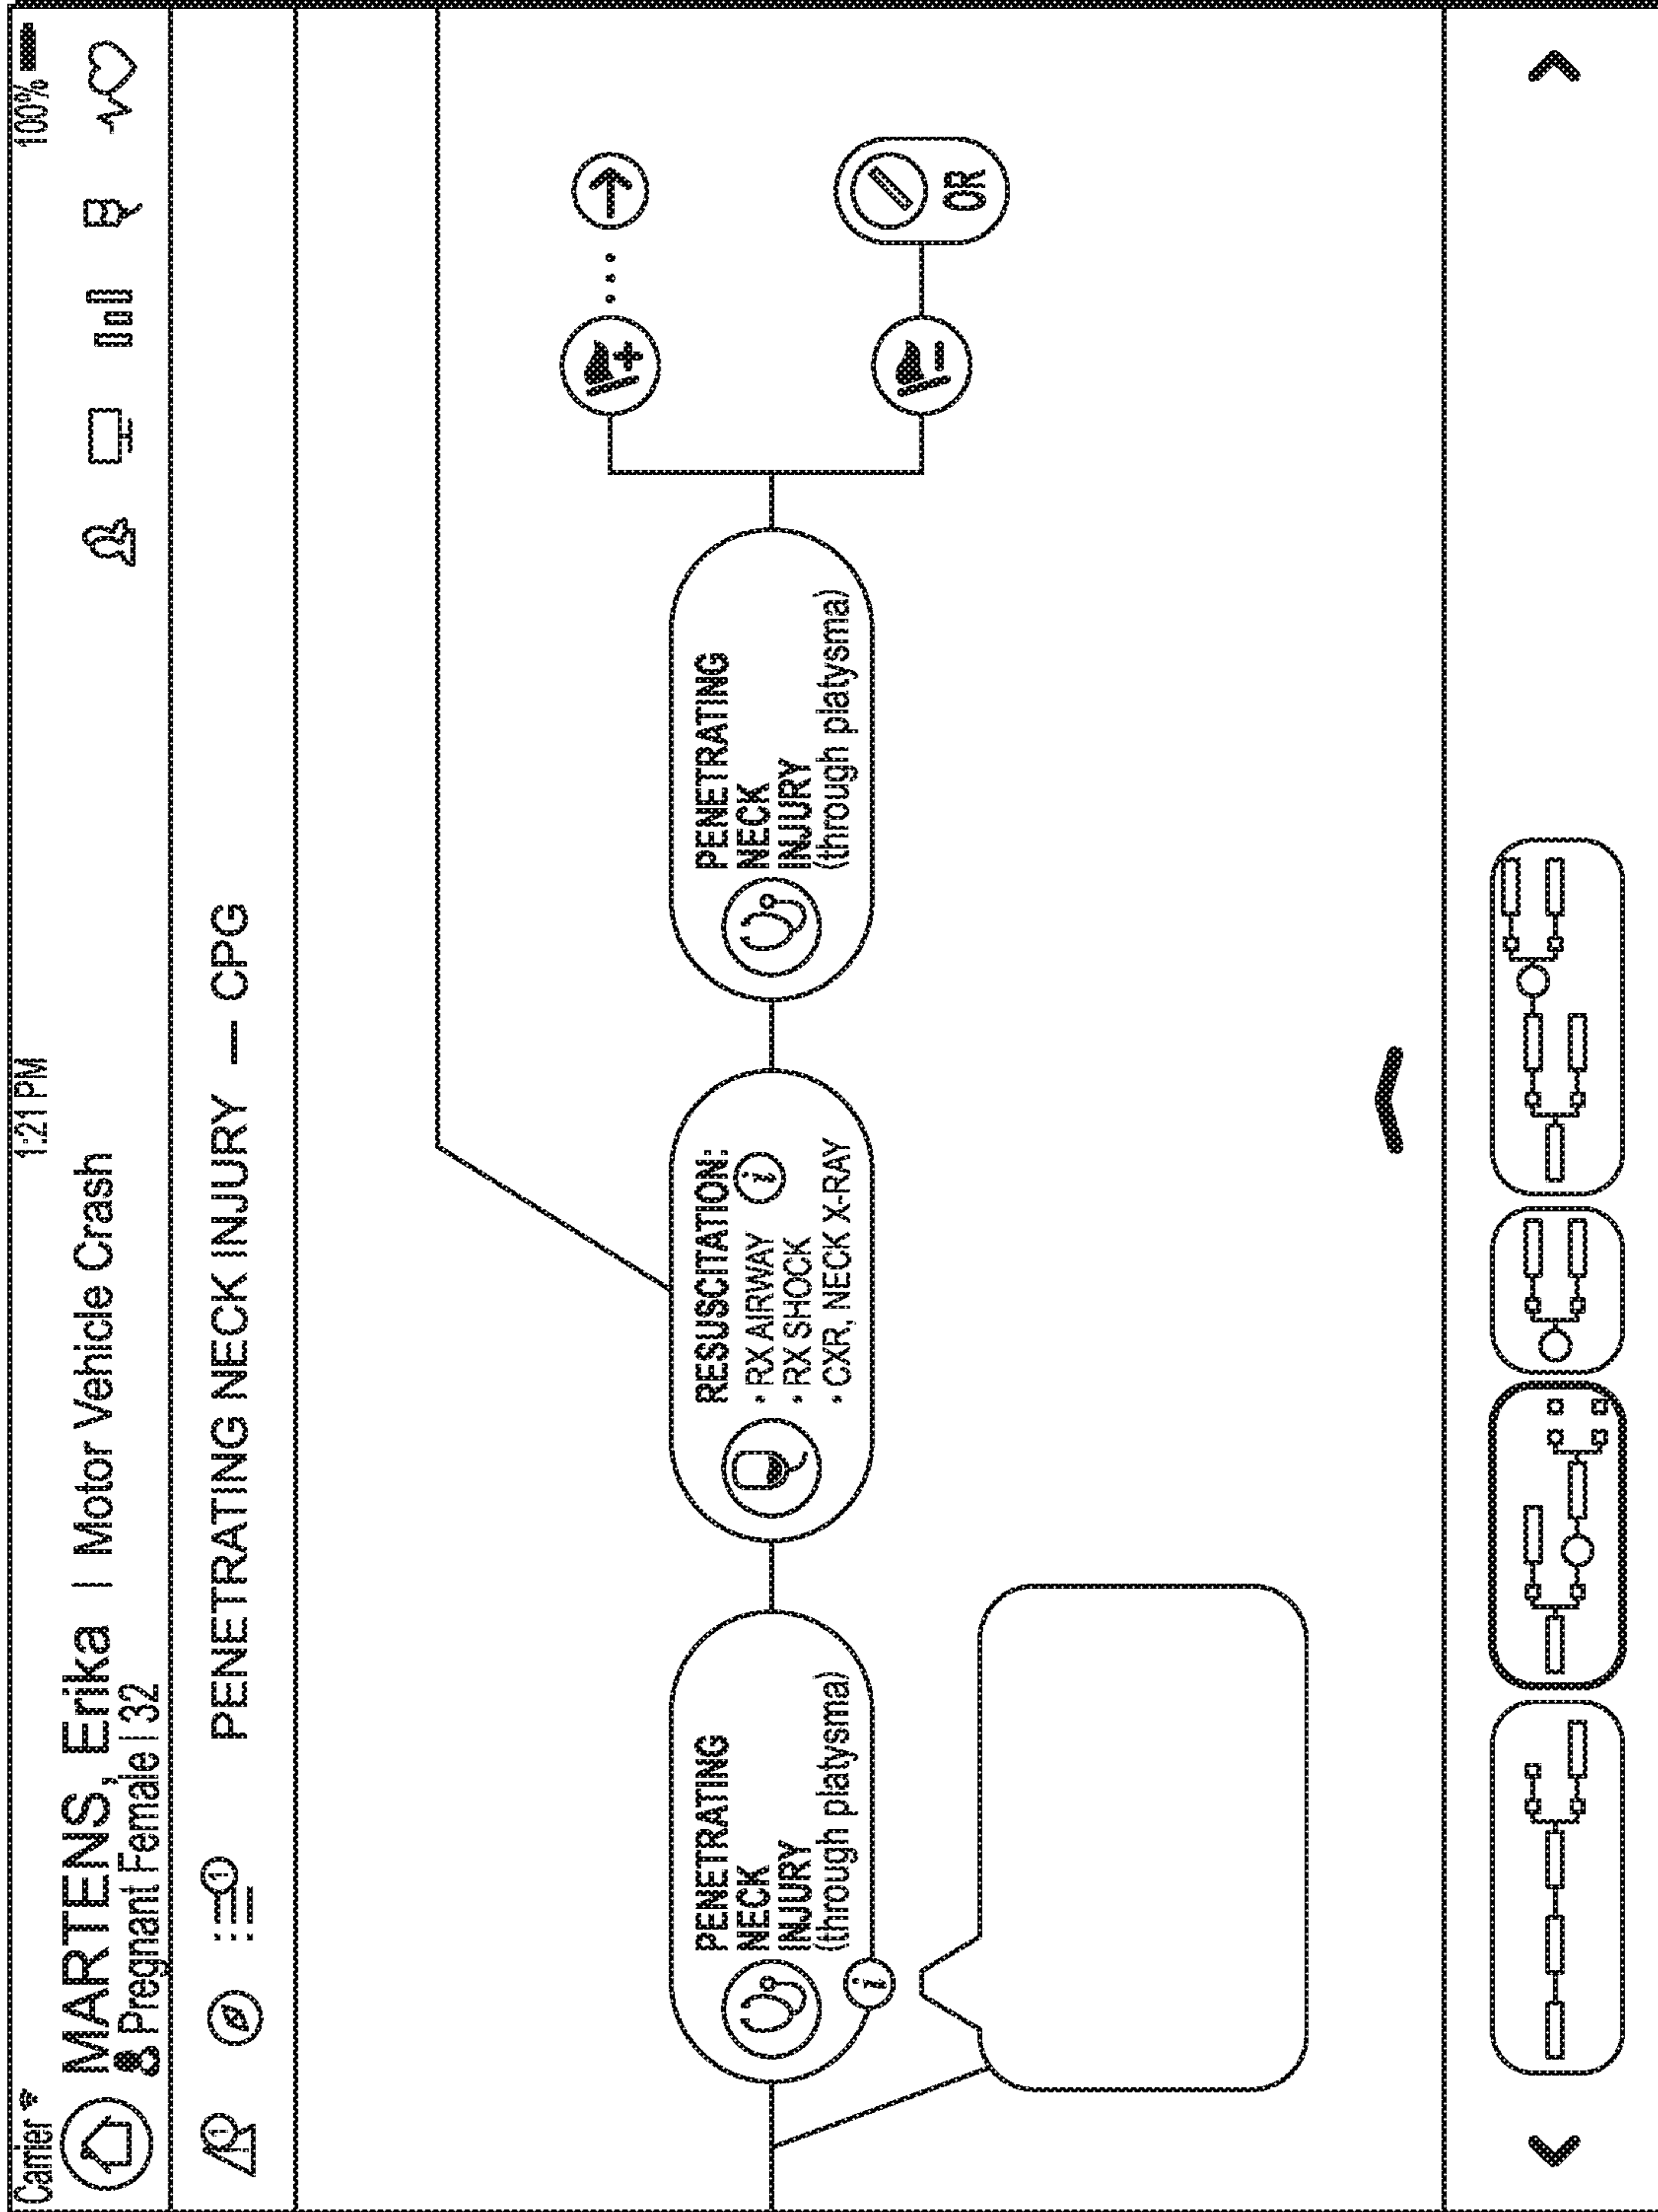 Carrier
1:21 PM
100%
MARTENS, Erika | Motor Vehicle Crash
Pregnant Female | 32
1
1
PENETRATING NECK INJURY — CPG
PENETRATING
NECK
INJURY
(through platysma)
i
RESUSCITATION:
• RX AIRWAY
i
• RX SHOCK
• CXR, NECK X-RAY
PENETRATING
NECK
INJURY
(through platysma)
+
−
OR